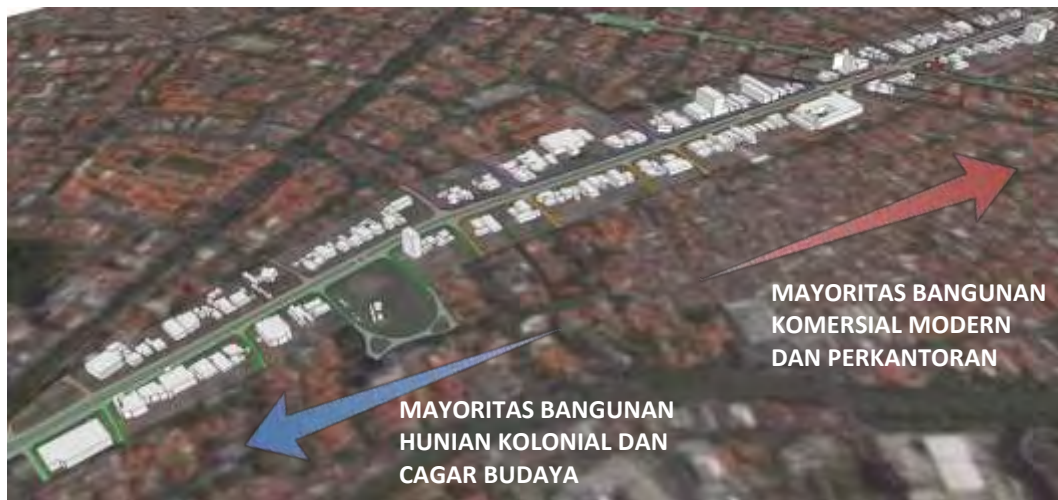 MAYORITAS BANGUNAN
KOMERSIAL MODERN
DAN PERKANTORAN
MAYORITAS BANGUNAN
HUNIAN KOLONIAL DAN
CAGAR BUDAYA